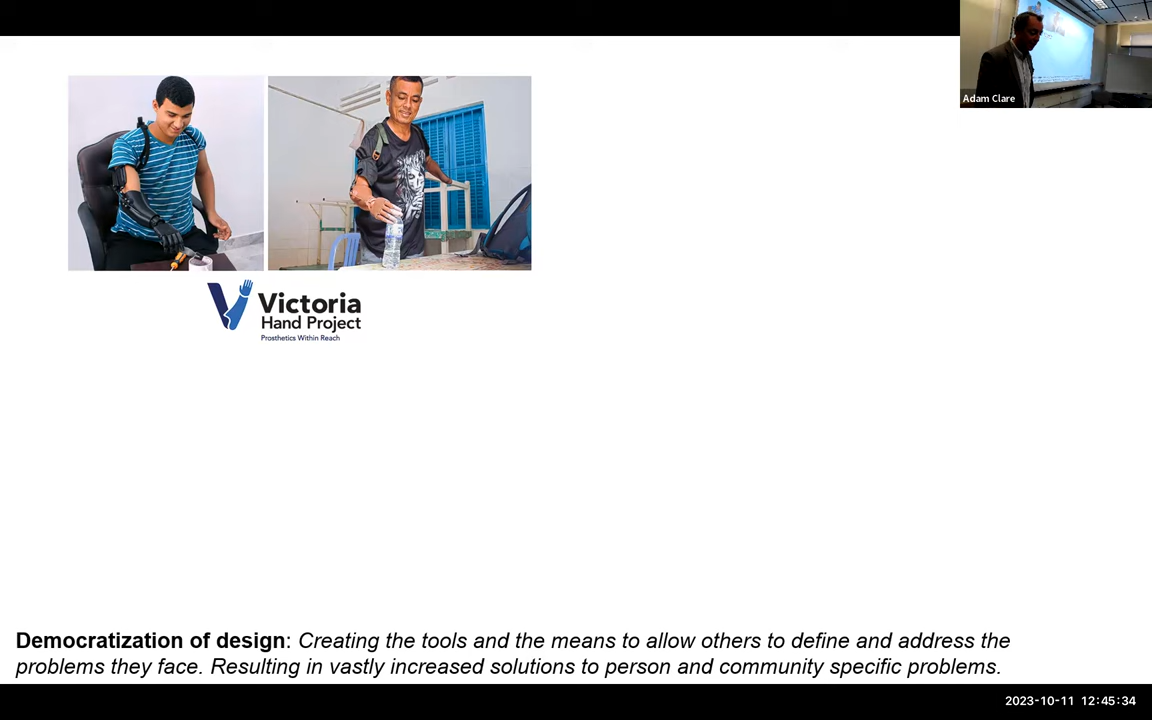 Adam Clare
Victoria
Hand Project
Prosthetics Within Reach
Democratization of design: Creating the tools and the means to allow others to define and address the
problems they face. Resulting in vastly increased solutions to person and community specific problems.
2023-10-11 12:45:34